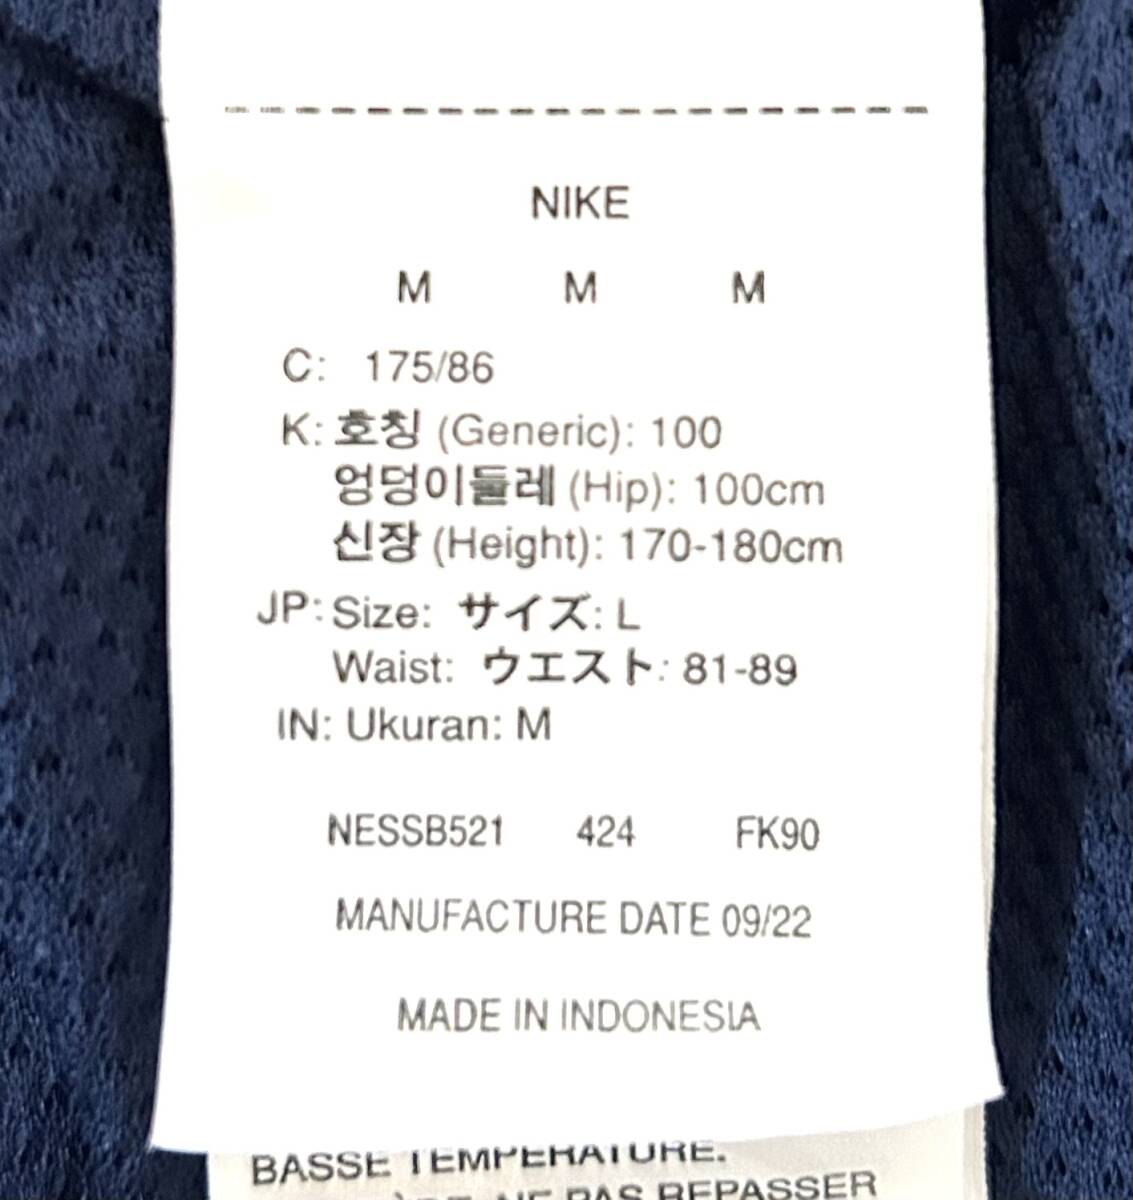 NIKE
M M M
C: 175/86
K: 호칭 (Generic): 100
엉덩이둘레 (Hip): 100cm
신장 (Height): 170-180cm
JP: Size: サイズ: L
Waist: ウエスト: 81-89
IN: Ukuran: M
NESSB521 424 FK90
MANUFACTURE DATE 09/22
MADE IN INDONESIA
BASSE TEMPERATURE.
NE PAS REPASSER